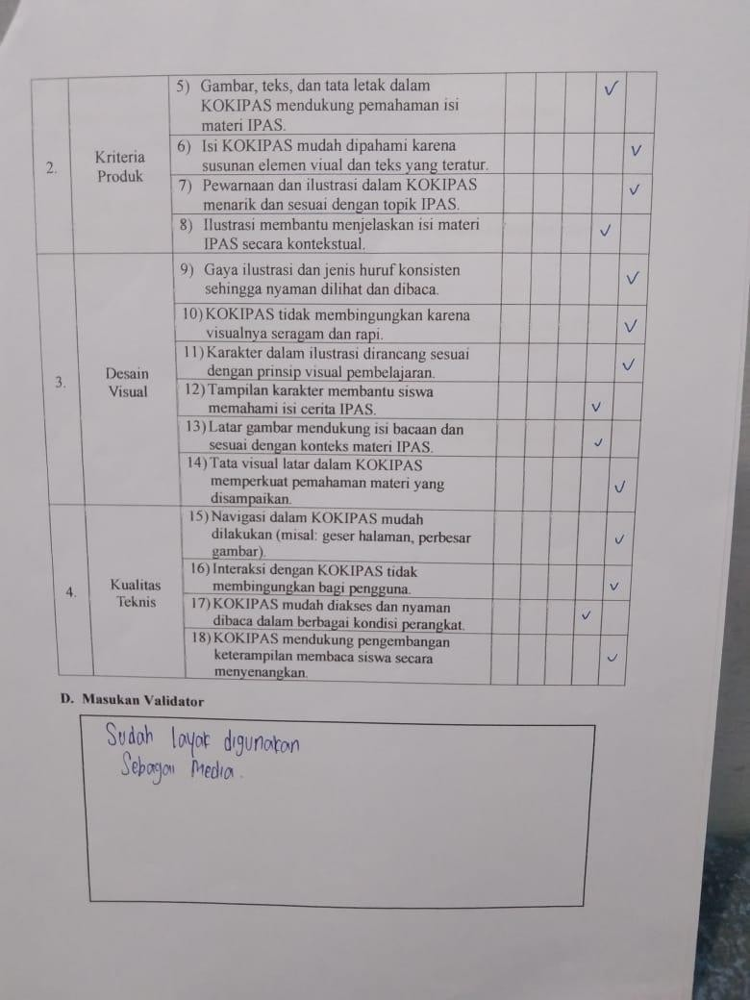 5) Gambar, teks, dan tata letak dalam
KOKIPAS mendukung pemahaman isi
materi IPAS.
✓
2.
Kriteria
Produk
6) Isi KOKIPAS mudah dipahami karena
susunan elemen viual dan teks yang teratur.
✓
7) Pewarnaan dan ilustrasi dalam KOKIPAS
menarik dan sesuai dengan topik IPAS.
✓
8) Ilustrasi membantu menjelaskan isi materi
IPAS secara kontekstual.
✓
9) Gaya ilustrasi dan jenis huruf konsisten
sehingga nyaman dilihat dan dibaca.
✓
10) KOKIPAS tidak membingungkan karena
visualnya seragam dan rapi.
✓
3.
Desain
Visual
11) Karakter dalam ilustrasi dirancang sesuai
dengan prinsip visual pembelajaran.
✓
12) Tampilan karakter membantu siswa
memahami isi cerita IPAS.
✓
13) Latar gambar mendukung isi bacaan dan
sesuai dengan konteks materi IPAS.
✓
14) Tata visual latar dalam KOKIPAS
memperkuat pemahaman materi yang
disampaikan.
✓
15) Navigasi dalam KOKIPAS mudah
dilakukan (misal: geser halaman, perbesar
gambar).
✓
4.
Kualitas
Teknis
16) Interaksi dengan KOKIPAS tidak
membingungkan bagi pengguna.
✓
17) KOKIPAS mudah diakses dan nyaman
dibaca dalam berbagai kondisi perangkat.
✓
18) KOKIPAS mendukung pengembangan
keterampilan membaca siswa secara
menyenangkan.
✓
D. Masukan Validator
Sudah layak digunakan
Sebagai Media.